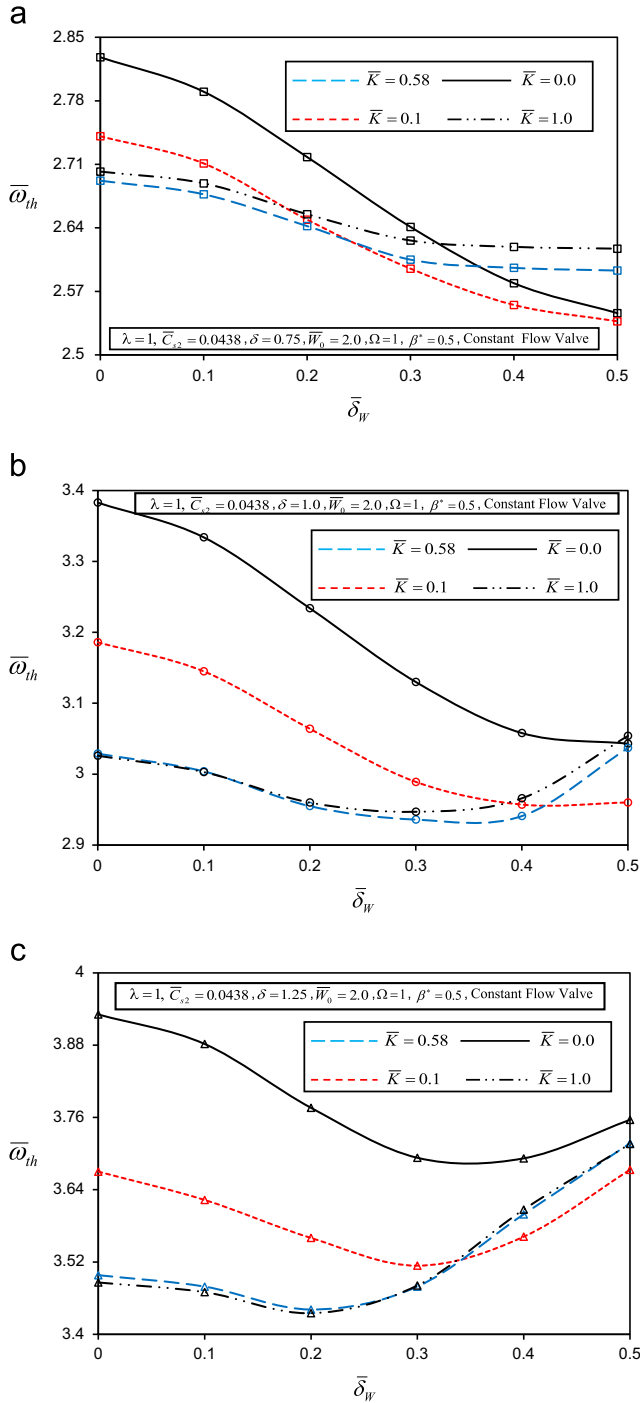 a
2.85
2.78
2.71
2.64
2.57
2.5
ω̅th
K̅ = 0.58 K̅ = 0.0
K̅ = 0.1 K̅ = 1.0
λ = 1, C̅s2 = 0.0438 , δ = 0.75 , W̅0 = 2.0 , Ω = 1 , β* = 0.5 , Constant Flow Valve
0 0.1 0.2 0.3 0.4 0.5
δ̅W
b
3.4
3.3
3.2
3.1
3
2.9
ω̅th
λ = 1, C̅s2 = 0.0438 , δ = 1.0 , W̅0 = 2.0 , Ω = 1 , β* = 0.5 , Constant Flow Valve
K̅ = 0.58 K̅ = 0.0
K̅ = 0.1 K̅ = 1.0
0 0.1 0.2 0.3 0.4 0.5
δ̅W
c
4
3.88
3.76
3.64
3.52
3.4
ω̅th
λ = 1, C̅s2 = 0.0438 , δ = 1.25 , W̅0 = 2.0 , Ω = 1 , β* = 0.5 , Constant Flow Valve
K̅ = 0.58 K̅ = 0.0
K̅ = 0.1 K̅ = 1.0
0 0.1 0.2 0.3 0.4 0.5
δ̅W